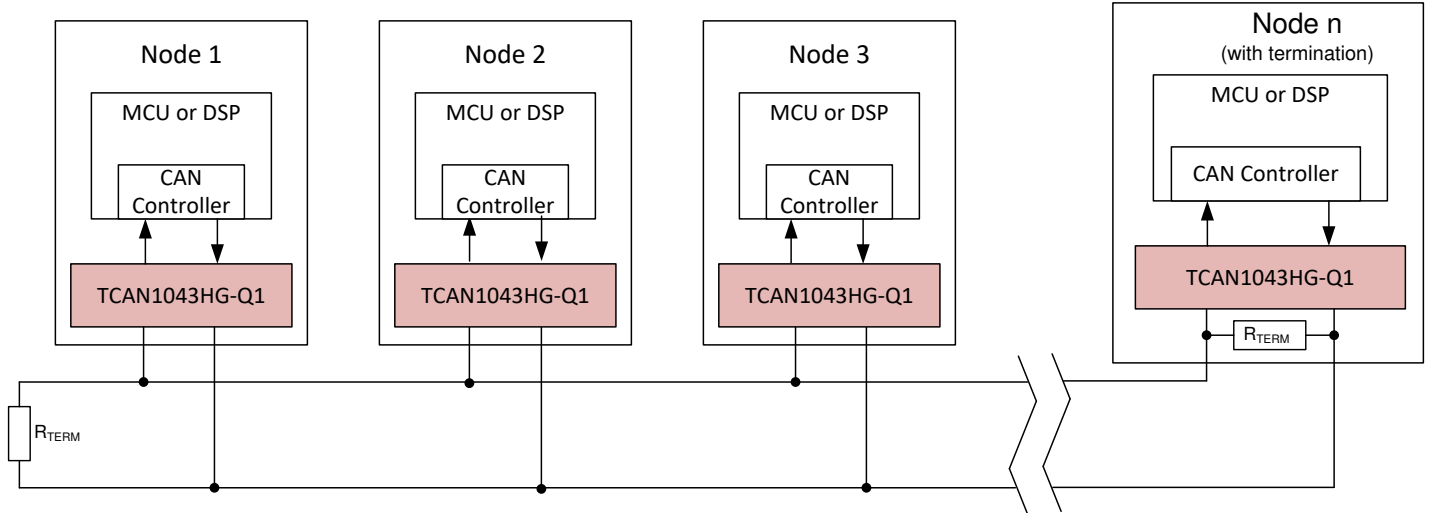 Node 1
MCU or DSP
CAN
Controller
TCAN1043HG-Q1
Node 2
MCU or DSP
CAN
Controller
TCAN1043HG-Q1
Node 3
MCU or DSP
CAN
Controller
TCAN1043HG-Q1
Node n
(with termination)
MCU or DSP
CAN Controller
TCAN1043HG-Q1
RTERM
RTERM